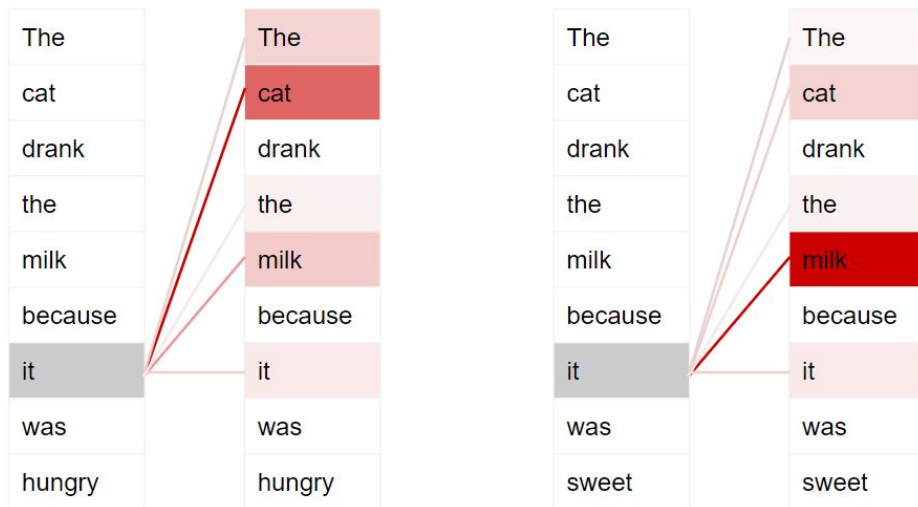 The The The The
cat cat cat cat
drank drank drank drank
the the the the
milk milk milk milk
because because because because
it it it it
was was was was
hungry hungry sweet sweet